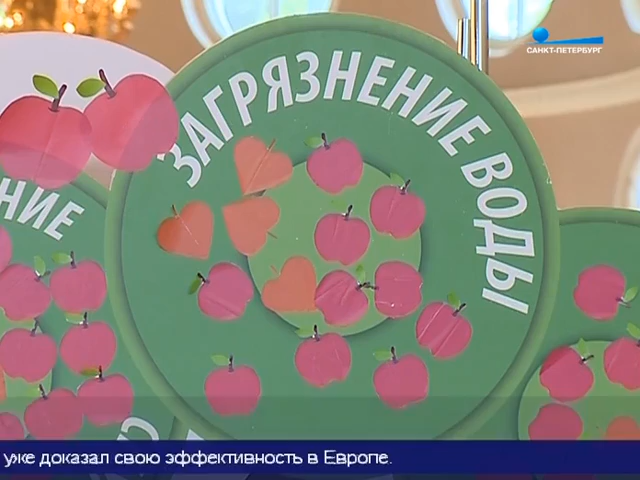 САНКТ-ПЕТЕРБУРГ
ЗАГРЯЗНЕНИЕ ВОДЫ
НИЕ
уже доказал свою эффективность в Европе.